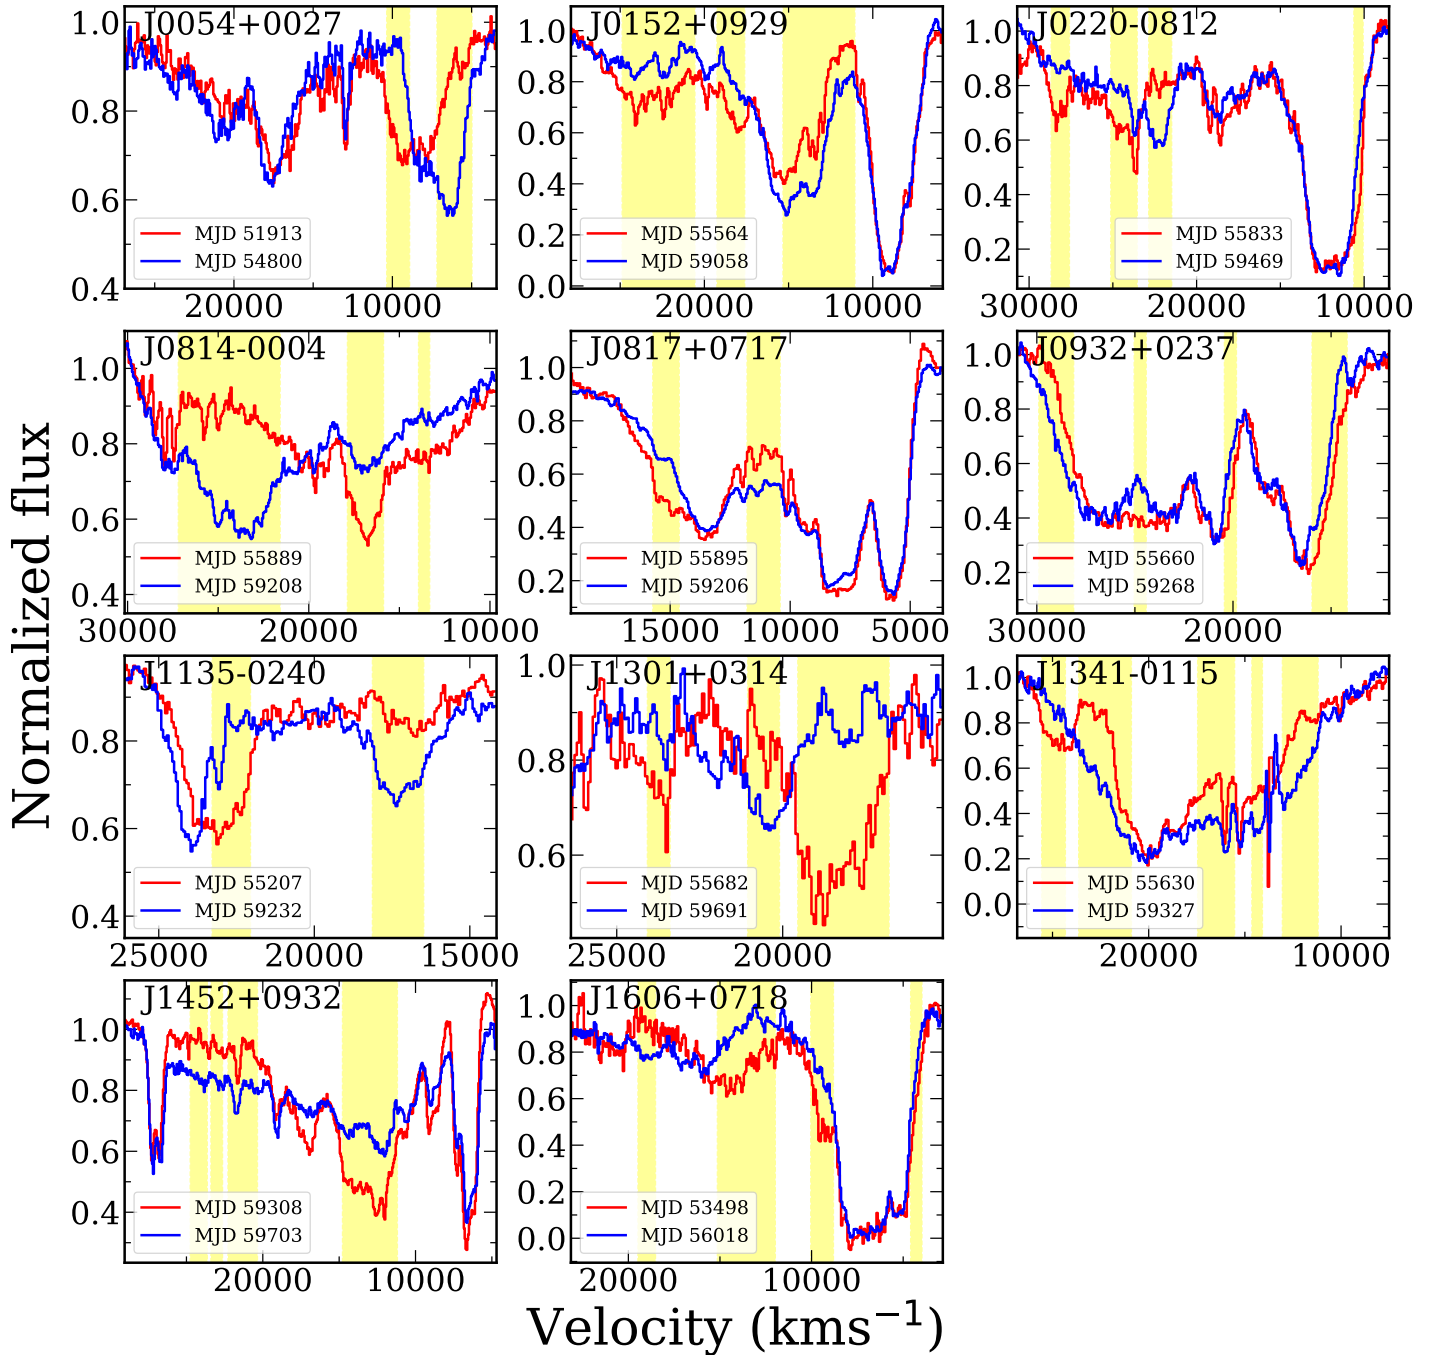 J0054+0027
1.0
0.8
0.6
0.4
MJD 51913
MJD 54800
20000
10000
J0152+0929
1.0
0.8
0.6
0.4
0.2
0.0
MJD 55564
MJD 59058
20000
10000
J0220-0812
1.0
0.8
0.6
0.4
0.2
MJD 55833
MJD 59469
30000
20000
10000
J0814-0004
1.0
0.8
0.6
0.4
MJD 55889
MJD 59208
30000
20000
10000
J0817+0717
1.0
0.8
0.6
0.4
0.2
MJD 55895
MJD 59206
15000
10000
5000
J0932+0237
1.0
0.8
0.6
0.4
0.2
MJD 55660
MJD 59268
30000
20000
Normalized flux
J1135-0240
0.8
0.6
0.4
MJD 55207
MJD 59232
25000
20000
15000
J1301+0314
1.0
0.8
0.6
MJD 55682
MJD 59691
25000
20000
J1341-0115
1.0
0.8
0.6
0.4
0.2
0.0
MJD 55630
MJD 59327
20000
10000
J1452+0932
1.0
0.8
0.6
0.4
MJD 59308
MJD 59703
20000
10000
J1606+0718
1.0
0.8
0.6
0.4
0.2
0.0
MJD 53498
MJD 56018
20000
10000
Velocity (kms⁻¹)